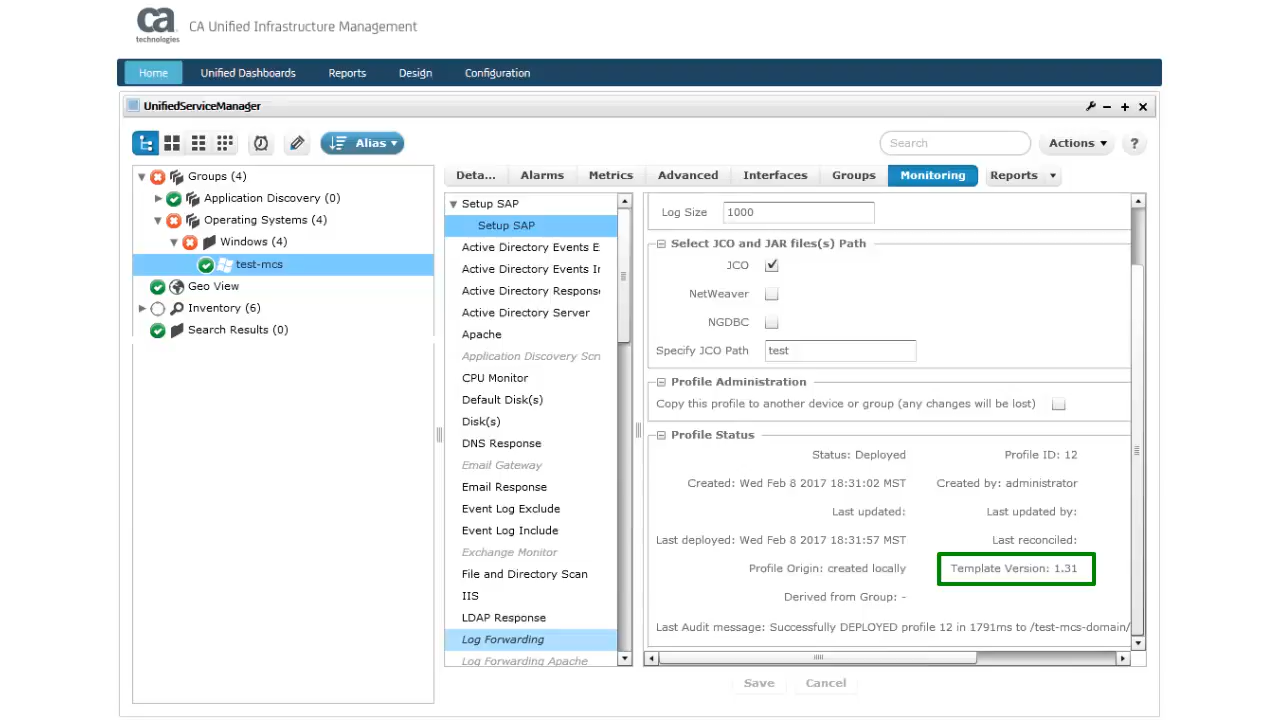 ca
technologies
CA Unified Infrastructure Management
Home Unified Dashboards Reports Design Configuration
UnifiedServiceManager
Alias
Search
Actions
?
Groups (4)
Application Discovery (0)
Operating Systems (4)
Windows (4)
test-mcs
Geo View
Inventory (6)
Search Results (0)
Deta... Alarms Metrics Advanced Interfaces Groups Monitoring Reports
Setup SAP
Setup SAP
Active Directory Events E
Active Directory Events Ir
Active Directory Response
Active Directory Server
Apache
Application Discovery Scri
CPU Monitor
Default Disk(s)
Disk(s)
DNS Response
Email Gateway
Email Response
Event Log Exclude
Event Log Include
Exchange Monitor
File and Directory Scan
IIS
LDAP Response
Log Forwarding
Log Forwarding Apache
Log Size 1000
Select JCO and JAR files(s) Path
JCO
NetWeaver
NGDBC
Specify JCO Path test
Profile Administration
Copy this profile to another device or group (any changes will be lost)
Profile Status
Status: Deployed Profile ID: 12
Created: Wed Feb 8 2017 18:31:02 MST Created by: administrator
Last updated: Last updated by:
Last deployed: Wed Feb 8 2017 18:31:57 MST Last reconciled:
Profile Origin: created locally Template Version: 1.31
Derived from Group: -
Last Audit message: Successfully DEPLOYED profile 12 in 1791ms to /test-mcs-domain/
Save Cancel